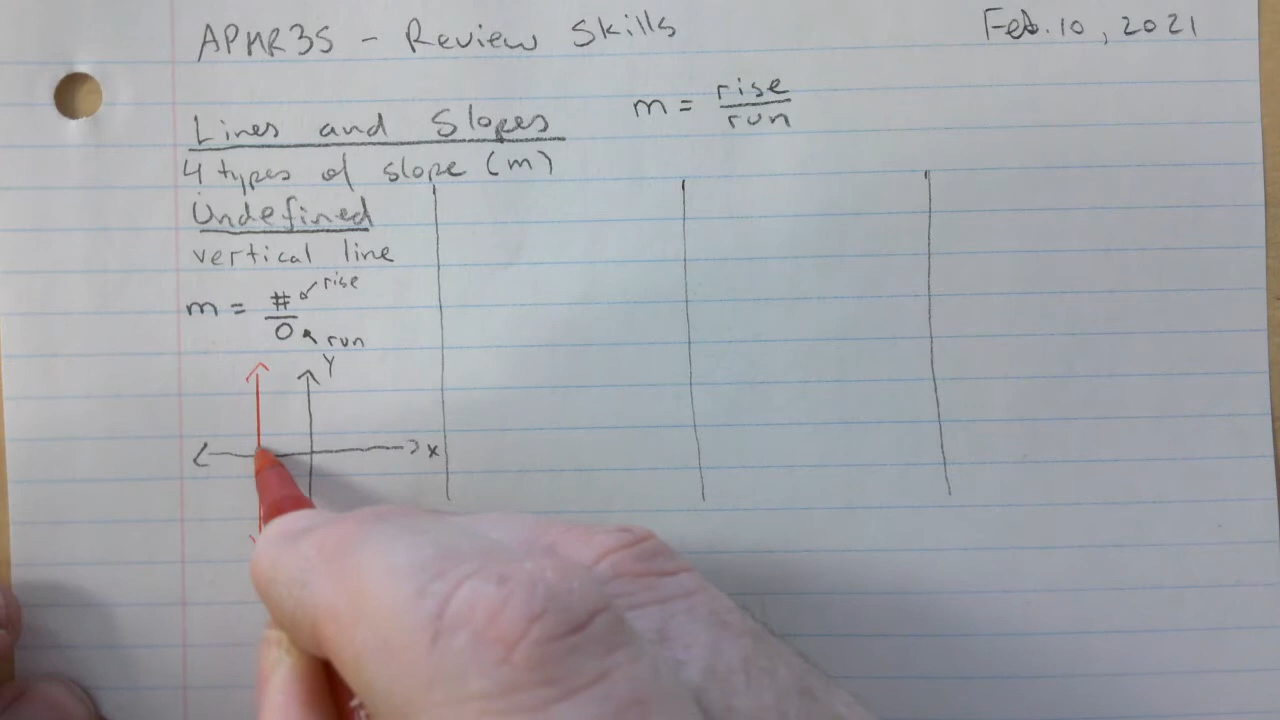 APMR3S - Review Skills
Feb. 10, 2021
Lines and Slopes
m = rise/run
4 types of slope (m)
Undefined
vertical line
m = #/0
rise
run
Y
x